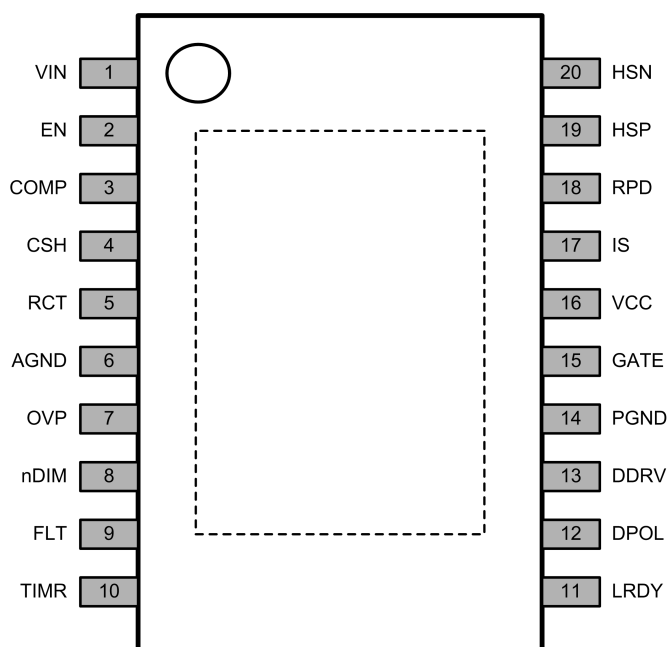 VIN 1 20 HSN
EN 2 19 HSP
COMP 3 18 RPD
CSH 4 17 IS
RCT 5 16 VCC
AGND 6 15 GATE
OVP 7 14 PGND
nDIM 8 13 DDRV
FLT 9 12 DPOL
TIMR 10 11 LRDY